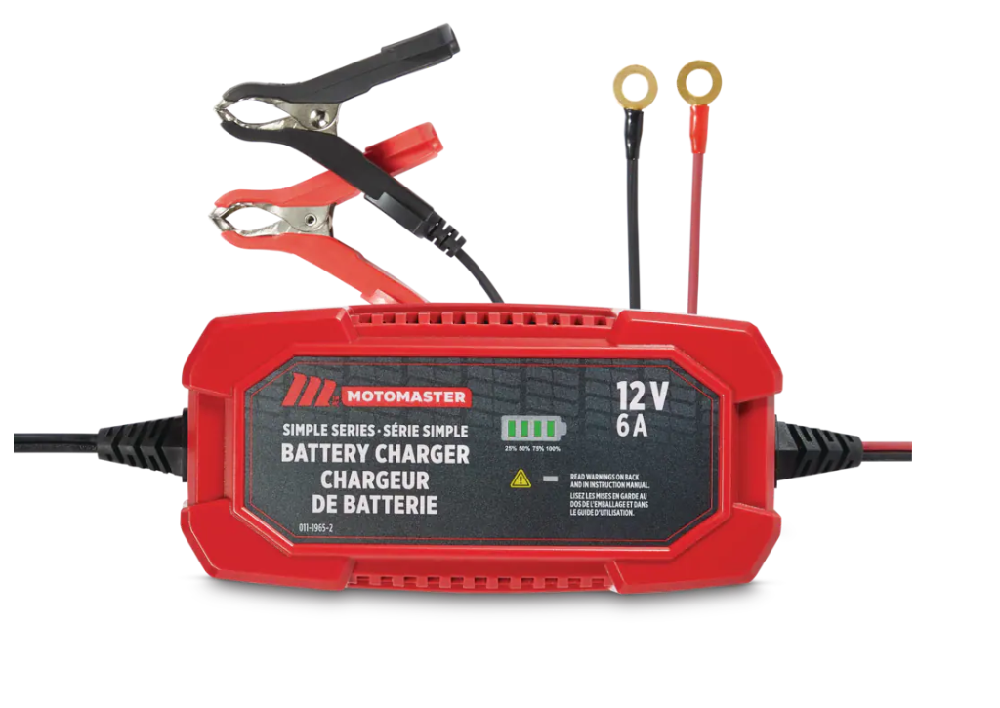 MOTOMASTER
12 V
6 A
SIMPLE SERIES · SÉRIE SIMPLE
BATTERY CHARGER
CHARGEUR
DE BATTERIE
011-1965-2
25% 50% 75% 100%
READ WARNINGS ON BACK
AND IN INSTRUCTION MANUAL.
LISEZ LES MISES EN GARDE AU
DOS DE L'EMBALLAGE ET DANS
LE GUIDE D'UTILISATION.